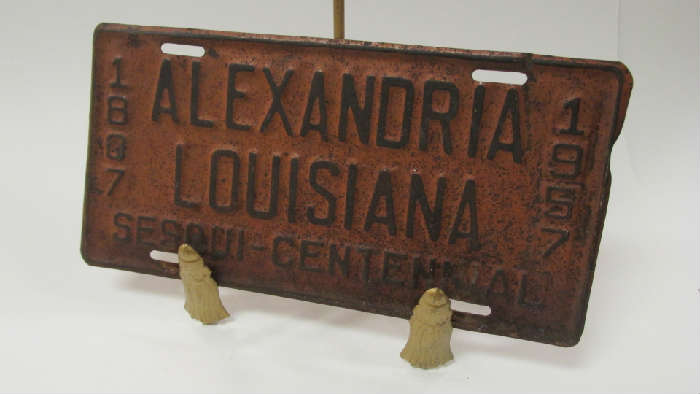 1807
ALEXANDRIA
LOUISIANA
SESQUI-CENTENNIAL
1957